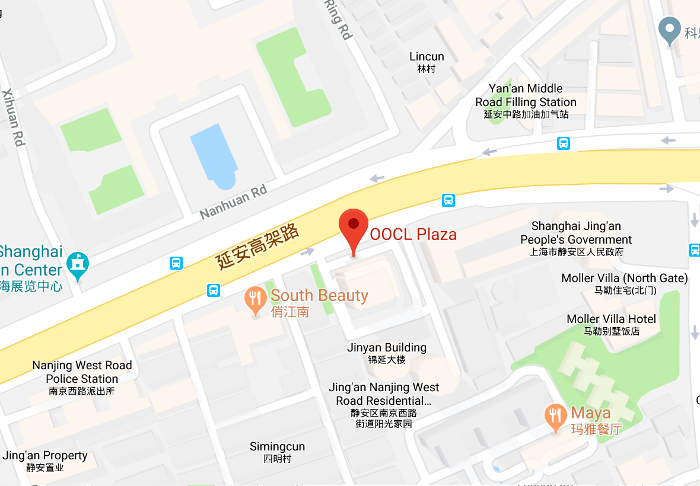 Ring Rd
科
Xihuan Rd
Lincun
林村
Yan'an Middle
Road Filling Station
延安中路加油加气站
Nanhuan Rd
延安高架路
OOCL Plaza
Shanghai
n Center
海展览中心
Shanghai Jing'an
People's Government
上海市静安区人民政府
Moller Villa (North Gate)
马勒住宅(北门)
South Beauty
俏江南
Moller Villa Hotel
马勒别墅饭店
Jinyan Building
锦延大楼
Nanjing West Road
Police Station
南京西路派出所
Jing'an Nanjing West
Road Residential...
静安区南京西路
街道阳光家园
Maya
玛雅餐厅
Simingcun
四明村
Jing'an Property
静安置业